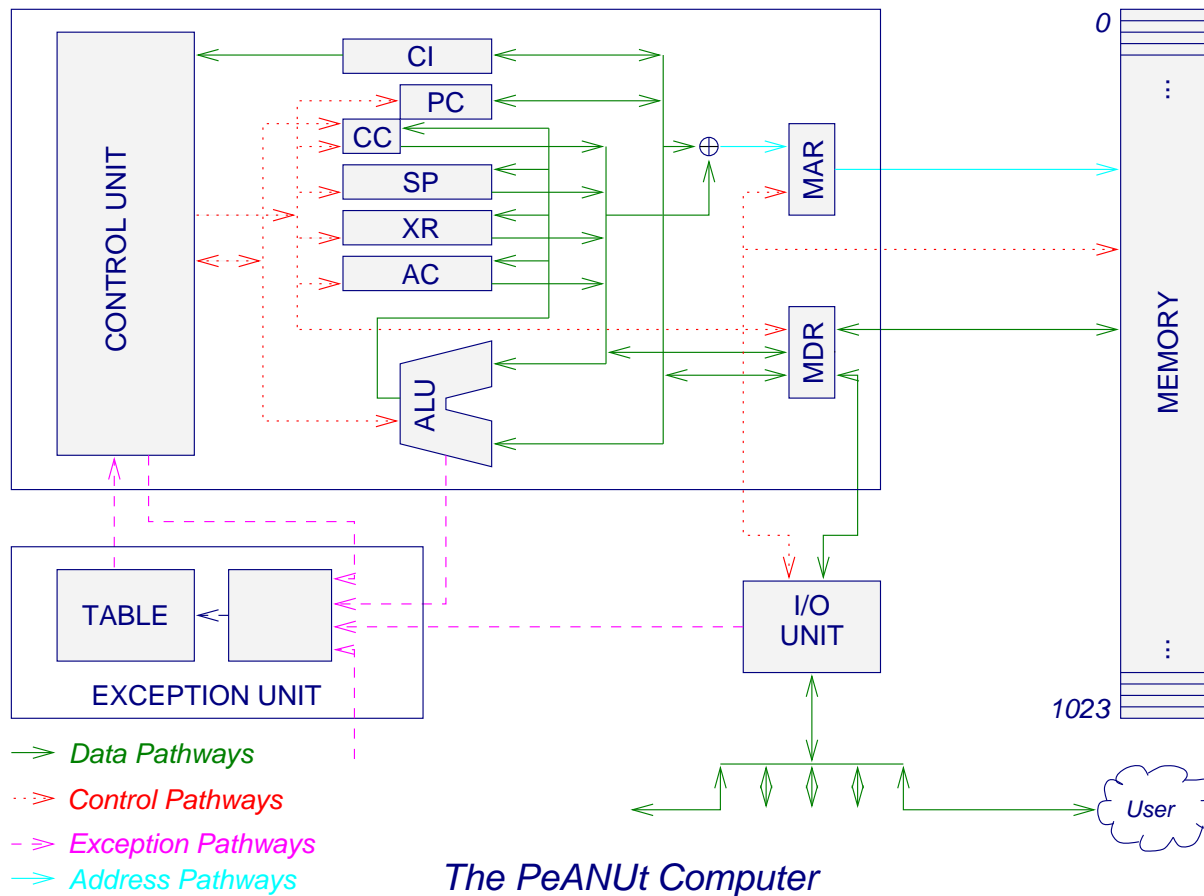 0
CI
PC
CC
SP
XR
AC
CONTROL UNIT
MAR
...
ALU
MDR
MEMORY
TABLE
I/O
UNIT
...
EXCEPTION UNIT
1023
Data Pathways
Control Pathways
User
Exception Pathways
Address Pathways
The PeANUt Computer